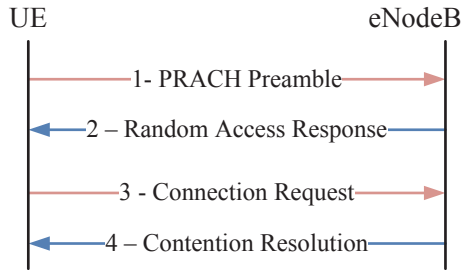 UE
eNodeB
1- PRACH Preamble
2 – Random Access Response
3 - Connection Request
4 – Contention Resolution